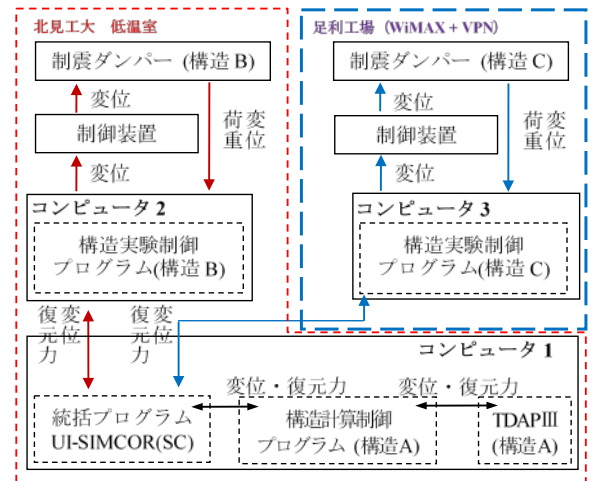 北見工大 低温室
制震ダンパー (構造 B)
変位
荷重
変位
制御装置
変位
コンピュータ 2
構造実験制御
プログラム(構造 B)
足利工場（WiMAX + VPN）
制震ダンパー (構造 C)
変位
荷重
変位
制御装置
変位
コンピュータ 3
構造実験制御
プログラム(構造 C)
復元力
変位
復元力
変位
コンピュータ 1
変位・復元力
変位・復元力
統括プログラム
UI-SIMCOR(SC)
構造計算制御
プログラム (構造A)
TDAPⅢ
(構造A)